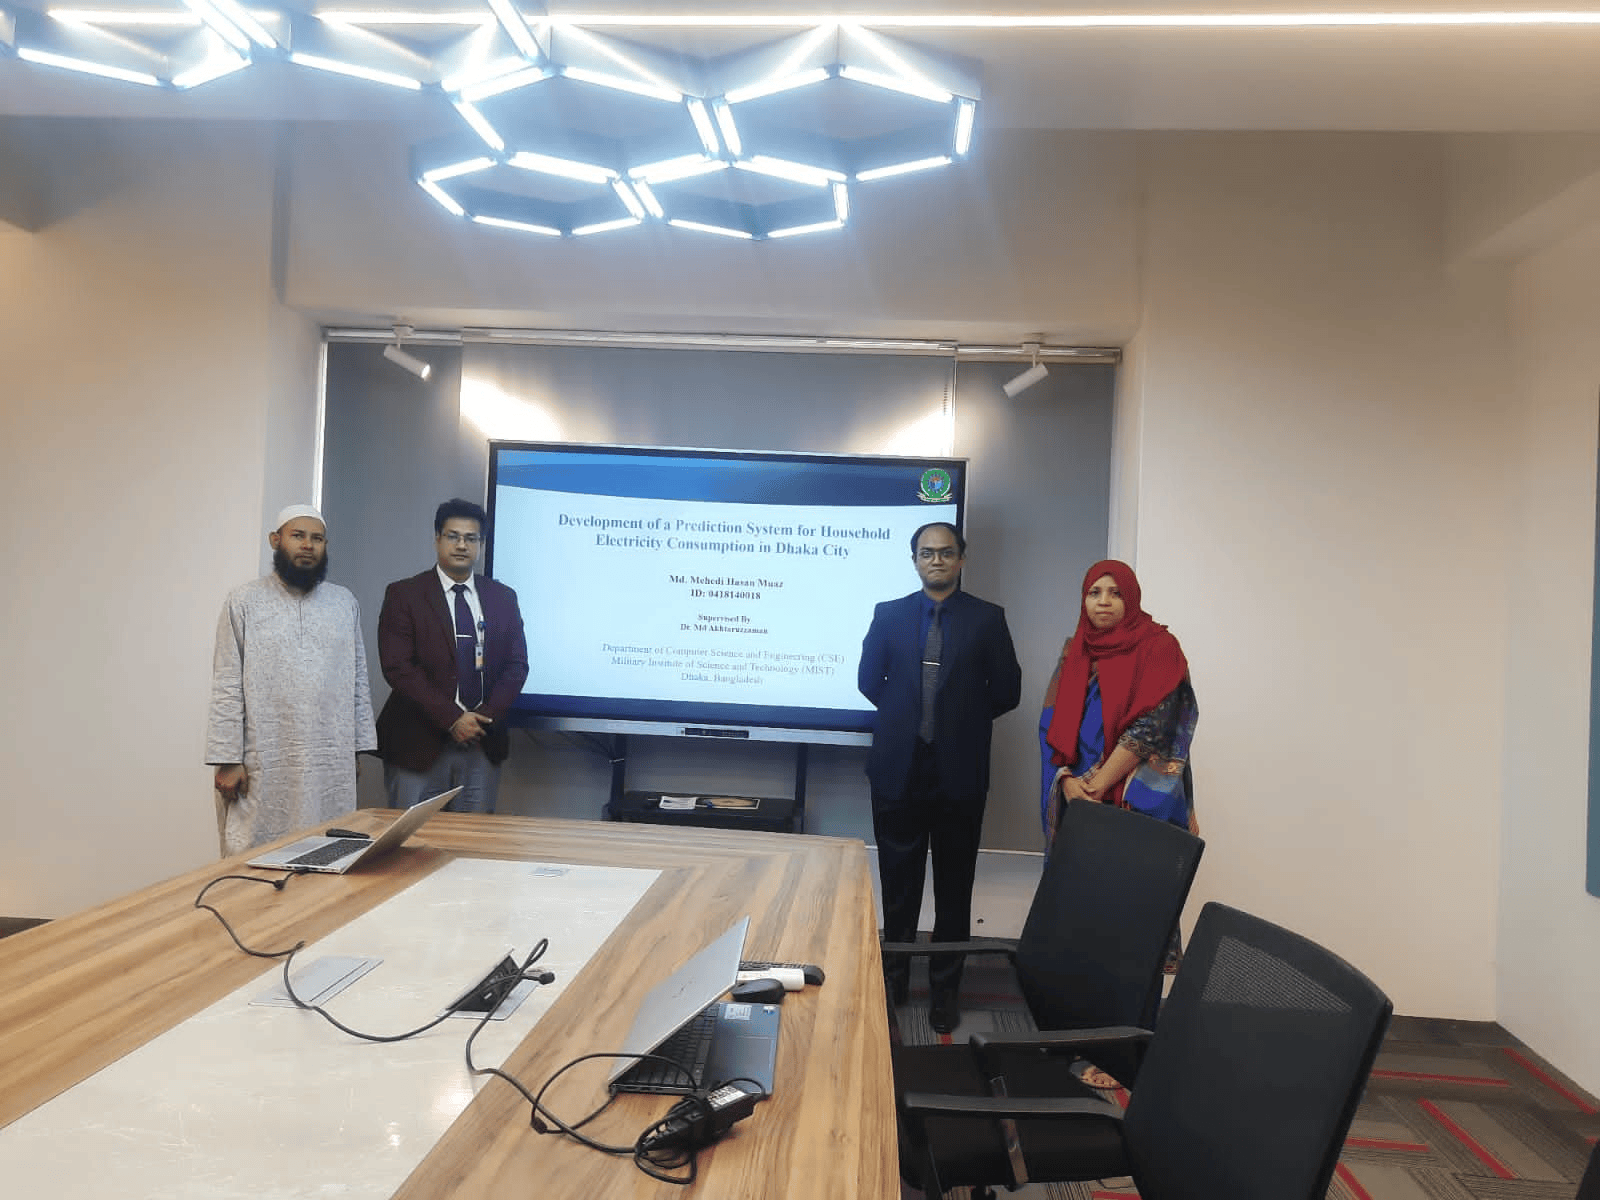 Development of a Prediction System for Household
Electricity Consumption in Dhaka City
Md. Mehedi Hasan Muaz
ID: 0418140018
Supervised By
Dr. Md Akhtaruzzaman
Department of Computer Science and Engineering (CSE)
Military Institute of Science and Technology (MIST)
Dhaka, Bangladesh